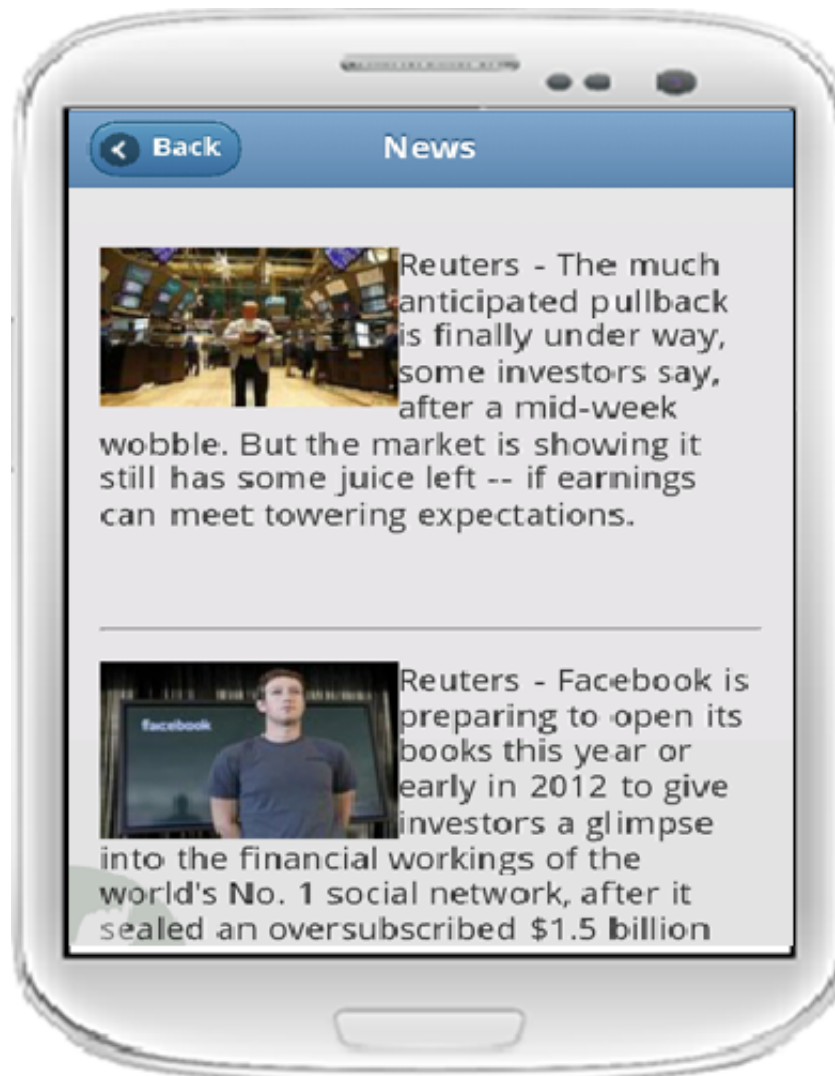 Back
News
Reuters - The much
anticipated pullback
is finally under way,
some investors say,
after a mid-week
wobble. But the market is showing it
still has some juice left -- if earnings
can meet towering expectations.
facebook
Reuters - Facebook is
preparing to open its
books this year or
early in 2012 to give
investors a glimpse
into the financial workings of the
world's No. 1 social network, after it
sealed an oversubscribed $1.5 billion